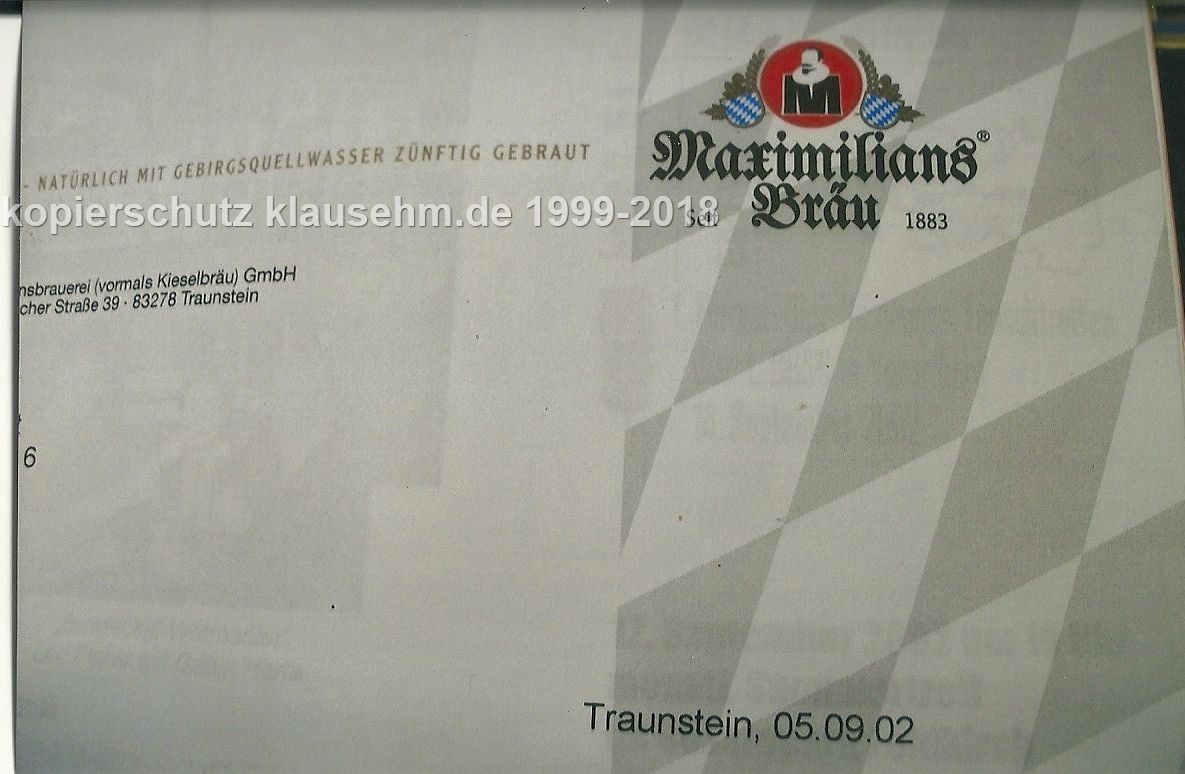 - NATÜRLICH MIT GEBIRGSQUELLWASSER ZÜNFTIG GEBRAUT
M
Maximilians®
Bräu
Seit 1883
kopierschutz klausehm.de 1999-2018
nsbrauerei (vormals Kieselbräu) GmbH
cher Straße 39 · 83278 Traunstein
6
Traunstein, 05.09.02